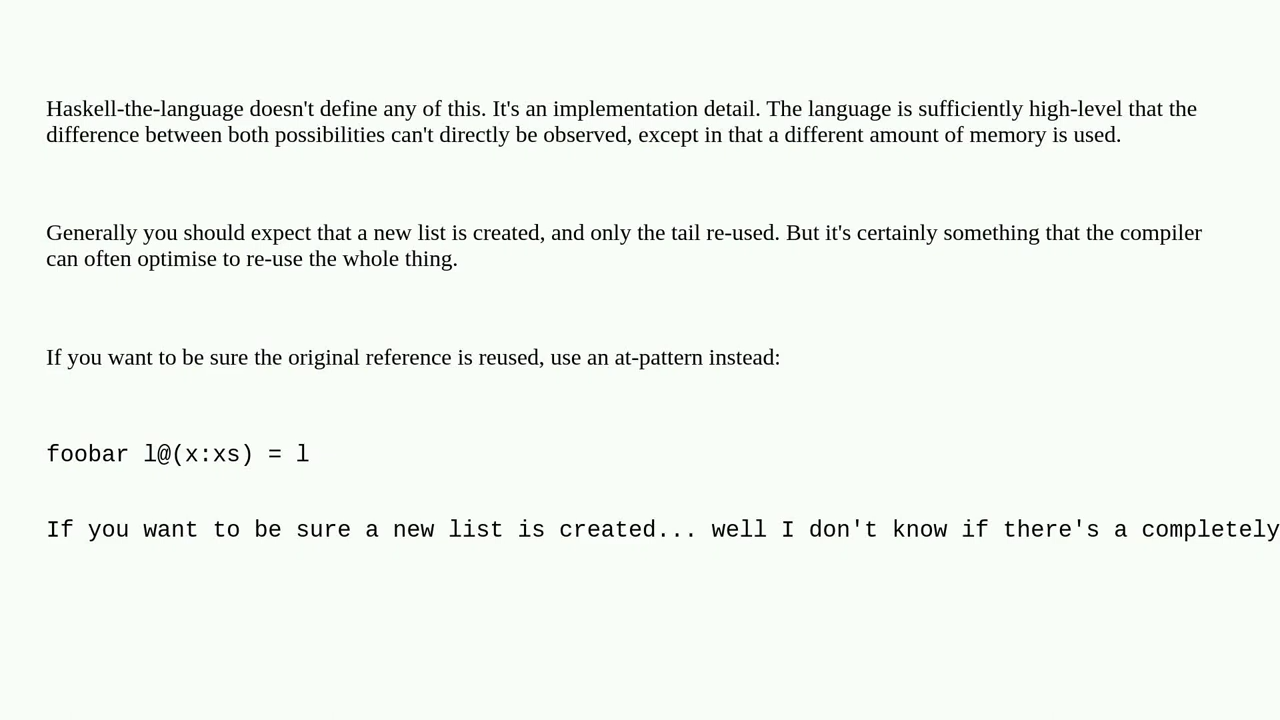 Haskell-the-language doesn't define any of this. It's an implementation detail. The language is sufficiently high-level that the
difference between both possibilities can't directly be observed, except in that a different amount of memory is used.
Generally you should expect that a new list is created, and only the tail re-used. But it's certainly something that the compiler
can often optimise to re-use the whole thing.
If you want to be sure the original reference is reused, use an at-pattern instead:
foobar l@(x:xs) = l
If you want to be sure a new list is created... well I don't know if there's a completely